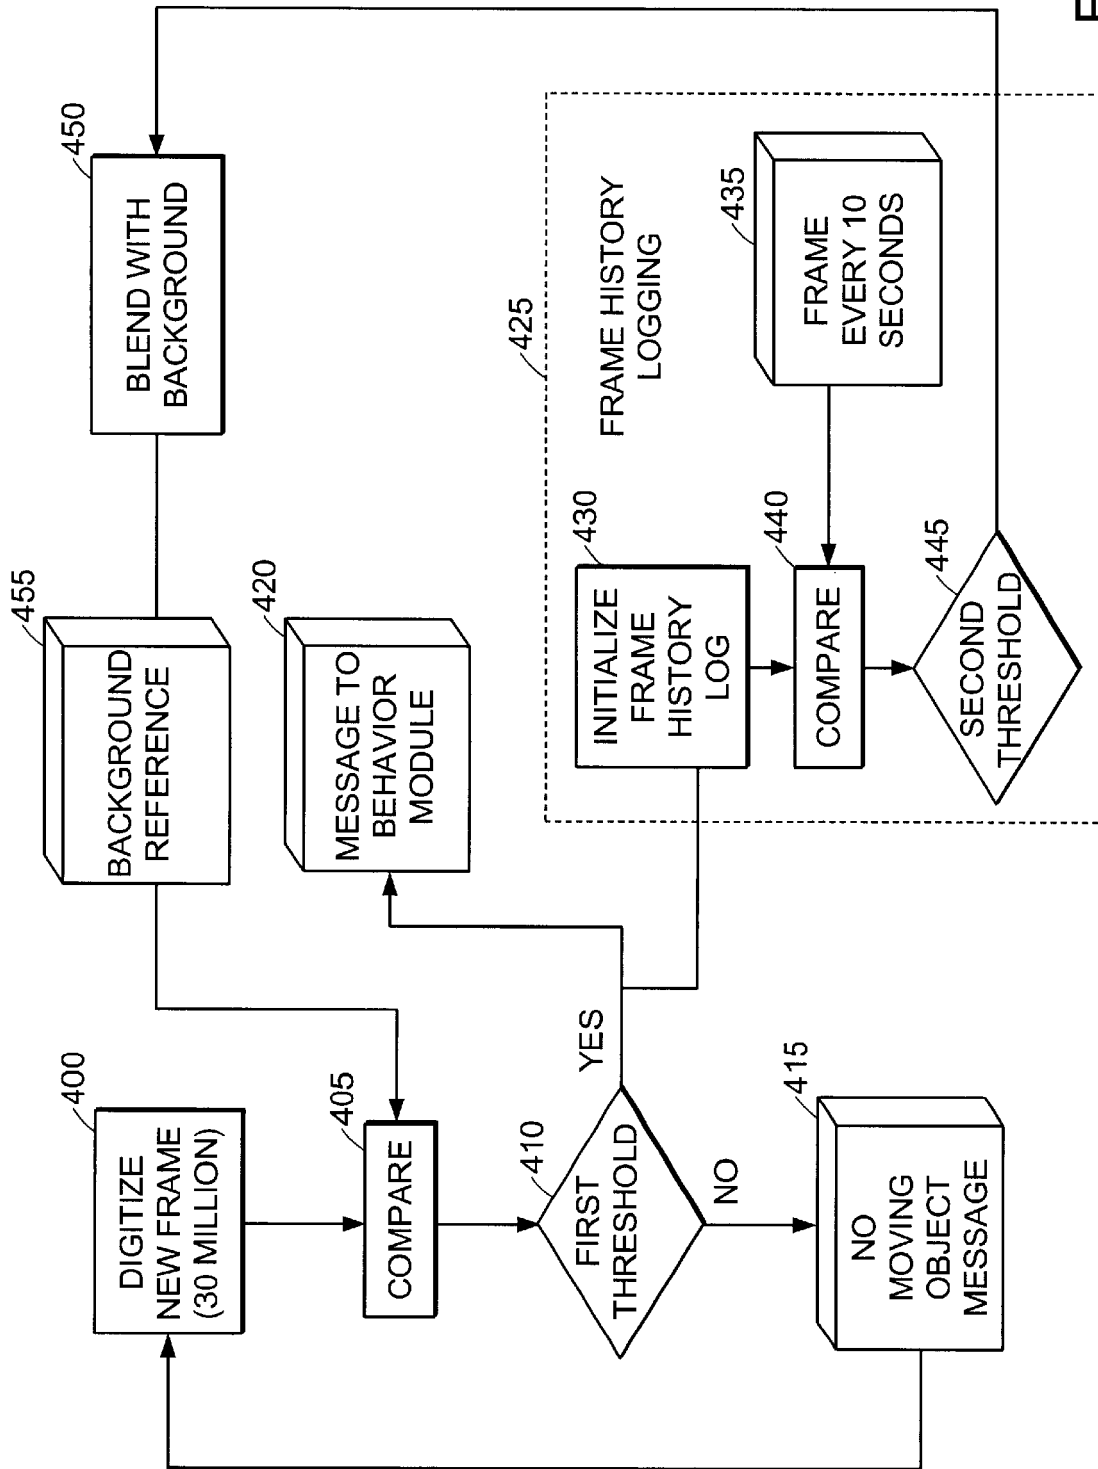 400
DIGITIZE
NEW FRAME
(30 MILLION)
405
COMPARE
410
FIRST
THRESHOLD
YES
NO
415
NO
MOVING
OBJECT
MESSAGE
455
BACKGROUND
REFERENCE
420
MESSAGE TO
BEHAVIOR
MODULE
450
BLEND WITH
BACKGROUND
425
FRAME HISTORY
LOGGING
430
INITIALIZE
FRAME
HISTORY
LOG
435
FRAME
EVERY 10
SECONDS
440
COMPARE
445
SECOND
THRESHOLD